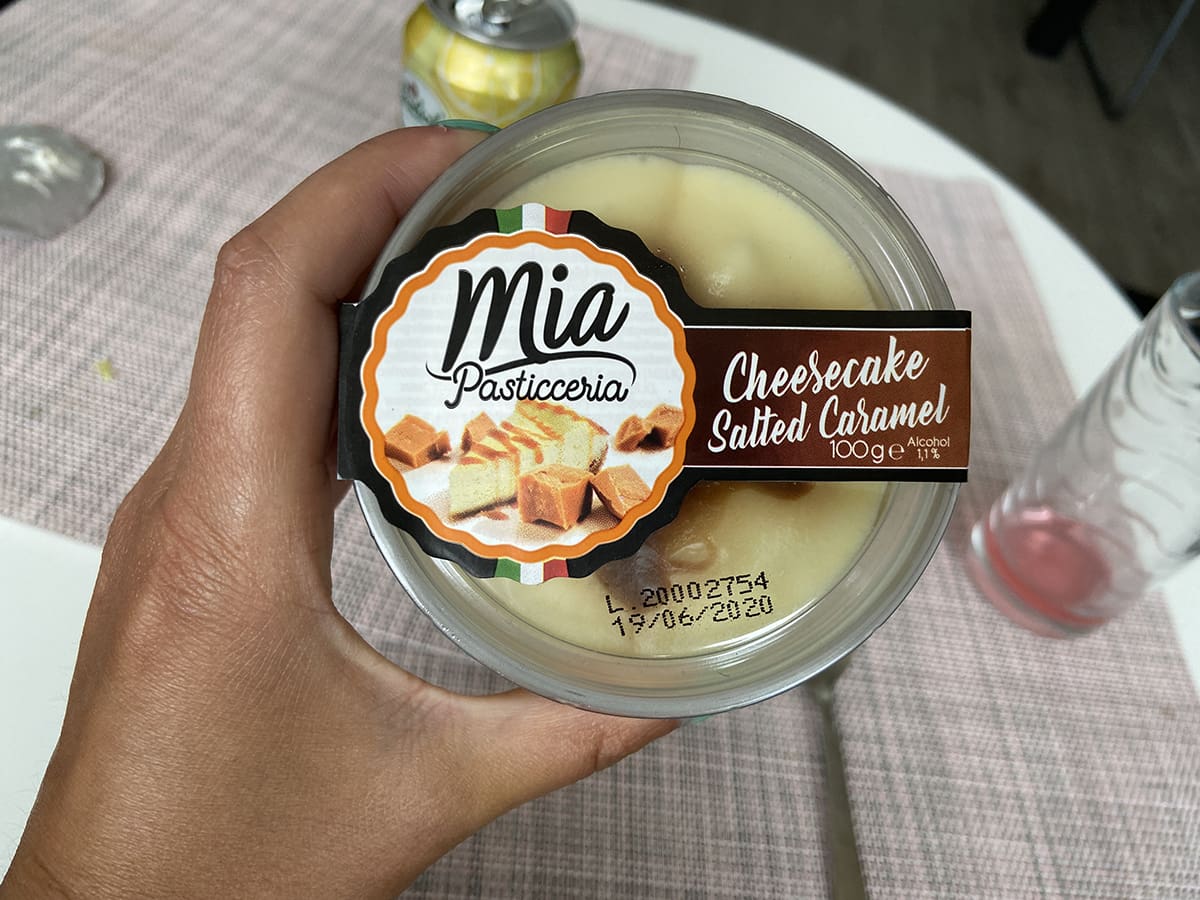 Mia
Pasticceria
Cheesecake
Salted Caramel
100g℮
Alcohol
1,1%
L.20002754
19/06/2020